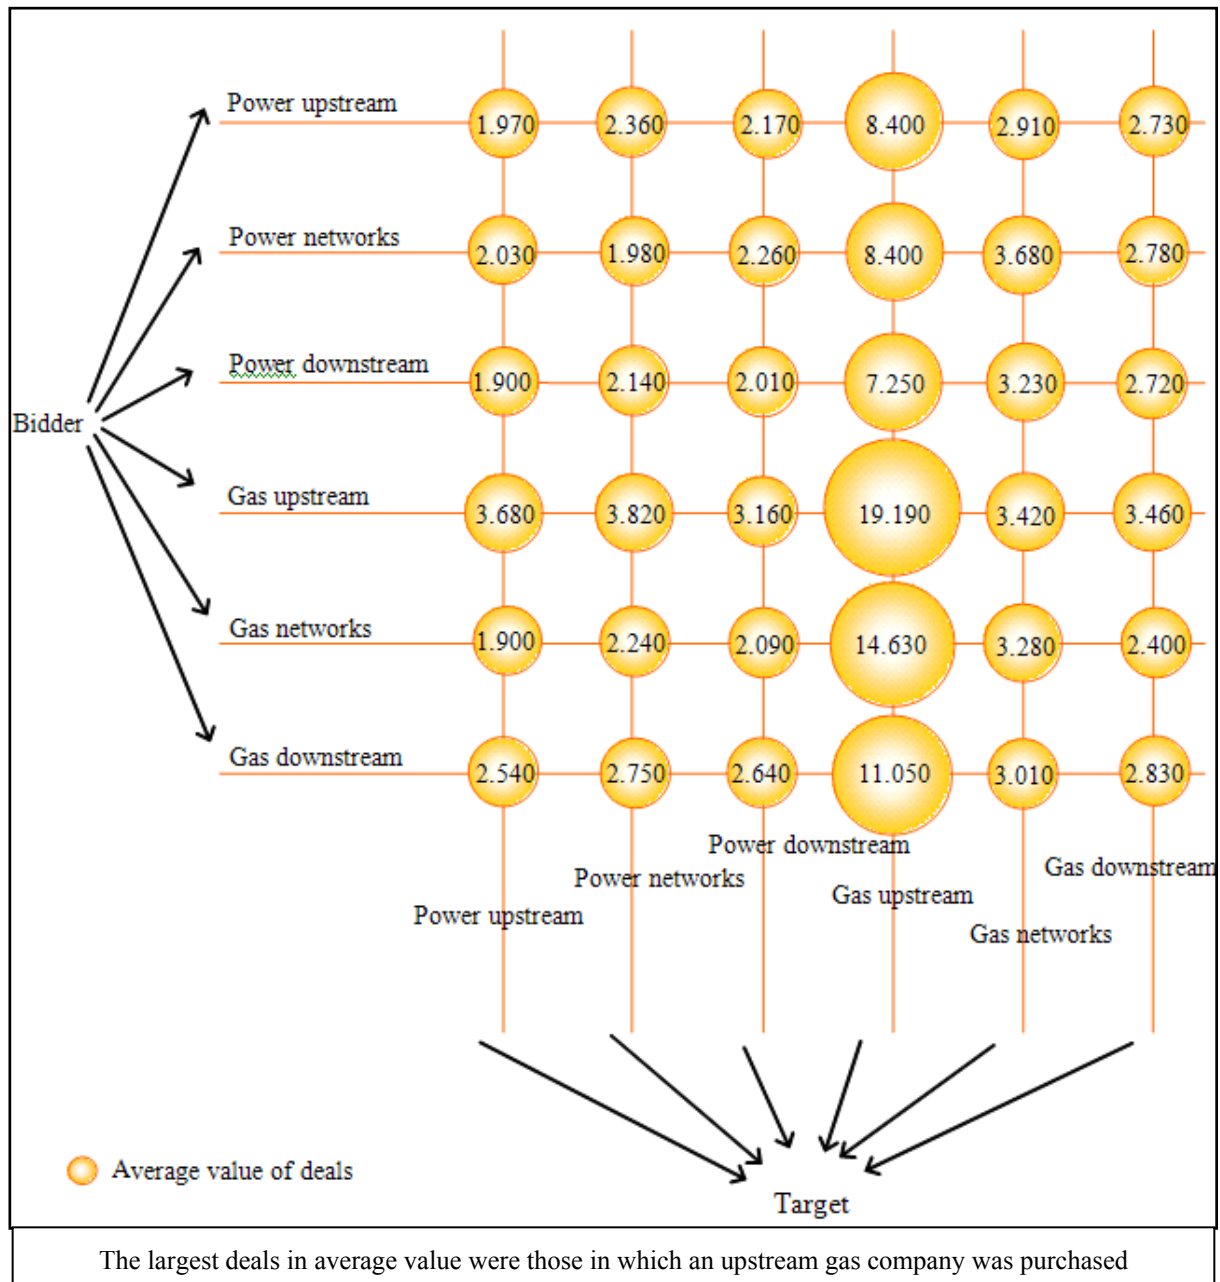 Power upstream
1.970 2.360 2.170 8.400 2.910 2.730
Power networks
2.030 1.980 2.260 8.400 3.680 2.780
Power downstream
1.900 2.140 2.010 7.250 3.230 2.720
Bidder
Gas upstream
3.680 3.820 3.160 19.190 3.420 3.460
Gas networks
1.900 2.240 2.090 14.630 3.280 2.400
Gas downstream
2.540 2.750 2.640 11.050 3.010 2.830
Power downstream
Gas downstream
Power networks
Gas upstream
Power upstream
Gas networks
Average value of deals
Target
The largest deals in average value were those in which an upstream gas company was purchased